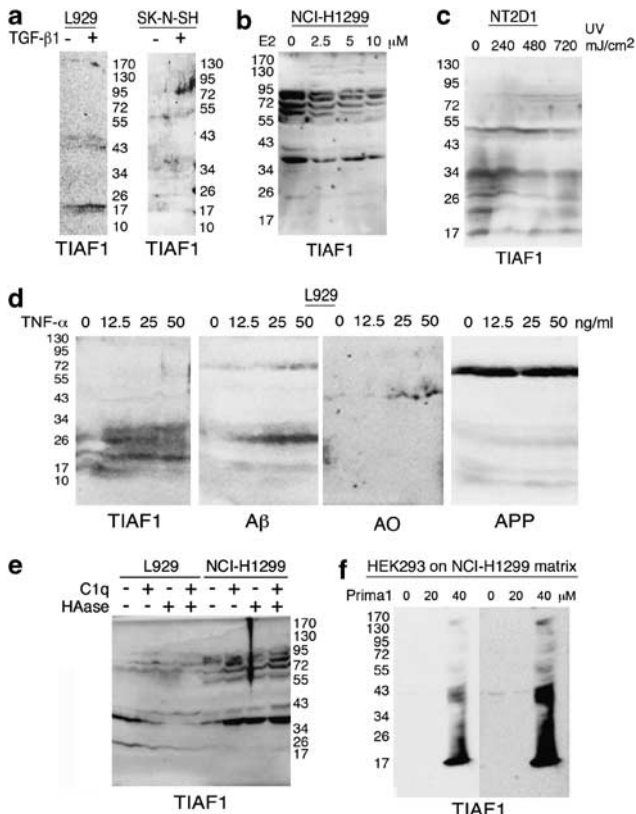 a
L929 SK-N-SH
TGF-β1 - + - +
170
130
95
72
55
43
34
26
17
10
130
95
72
55
43
34
26
17
10
TIAF1 TIAF1
b
NCI-H1299
E2 0 2.5 5 10 μM
130
95
72
55
43
34
26
17
TIAF1
c
NT2D1 UV
0 240 480 720 mJ/cm2
130
95
72
55
43
34
26
17
TIAF1
d
L929
TNF-α 0 12.5 25 50 0 12.5 25 50 0 12.5 25 50 0 12.5 25 50 ng/ml
130
95
72
55
43
34
26
17
10
TIAF1 Aβ AO APP
e
L929 NCI-H1299
C1q - + - + - + - + 
HAase - - + + - - + +
170
130
95
72
55
43
34
26
17
TIAF1
f
HEK293 on NCI-H1299 matrix
Prima1 0 20 40 0 20 40 μM
170
130
95
72
55
43
34
26
17
TIAF1